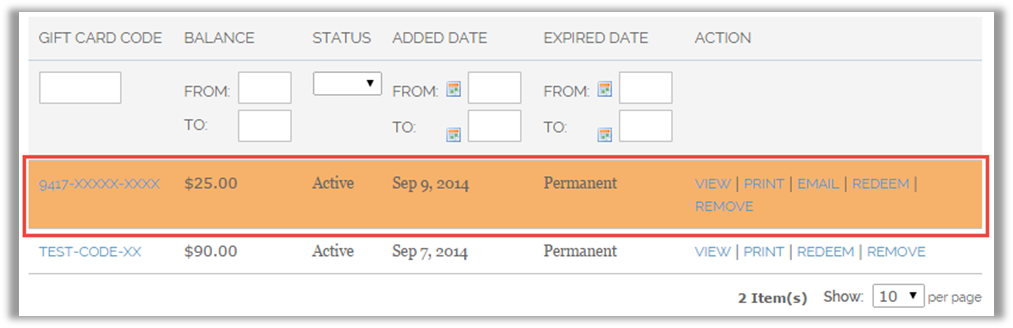 GIFT CARD CODE BALANCE STATUS ADDED DATE EXPIRED DATE ACTION
FROM: FROM: FROM:
TO: TO: TO:
9417-XXXXX-XXXX $25.00 Active Sep 9, 2014 Permanent VIEW | PRINT | EMAIL | REDEEM |
REMOVE
TEST-CODE-XX $90.00 Active Sep 7, 2014 Permanent VIEW | PRINT | REDEEM | REMOVE
2 Item(s) Show: 10 per page